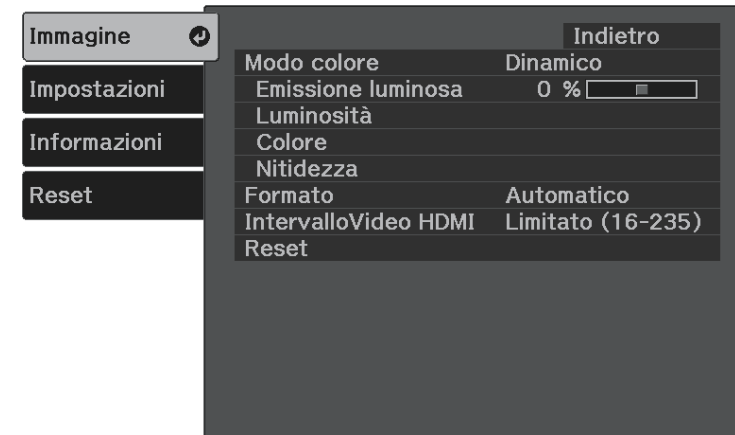 Immagine
Impostazioni
Informazioni
Reset
Indietro
Modo colore Dinamico
Emissione luminosa 0 %
Luminosità
Colore
Nitidezza
Formato Automatico
IntervalloVideo HDMI Limitato (16-235)
Reset